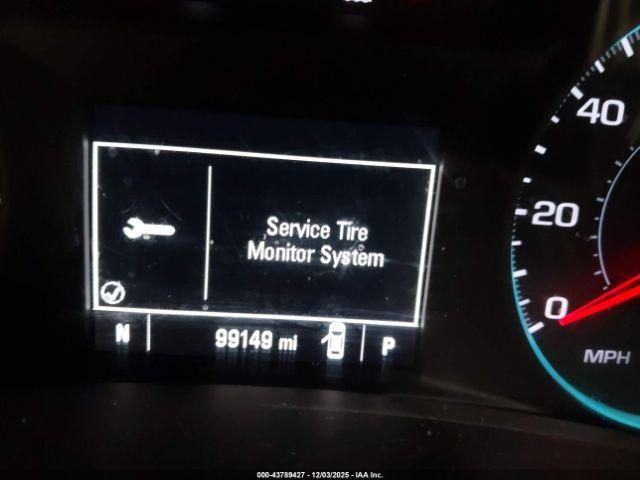 40
20
0
MPH
Service Tire
Monitor System
N
99149 mi
P
000-43789427 - 12/03/2025 - IAA Inc.